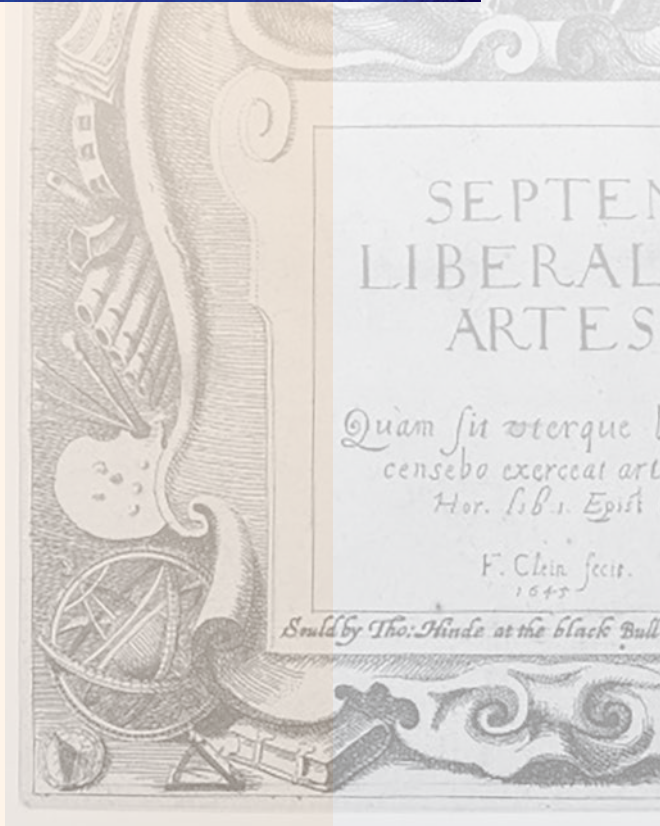 SEPTEN
LIBERAL
ARTES
Quam sit vterque l
censebo exerceat art
Hor. lib. 1. Epist
F. Clein fecit.
1645
Sould by Tho: Hinde at the black Bull